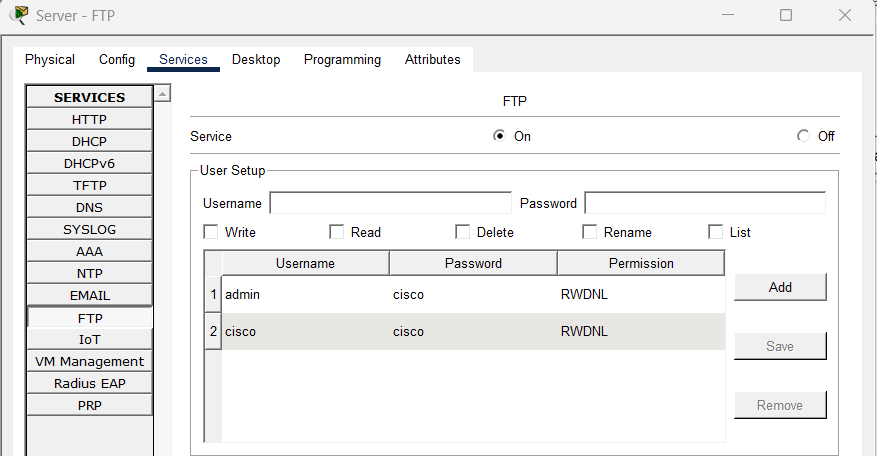 Server - FTP
Physical Config Services Desktop Programming Attributes
SERVICES
HTTP
DHCP
DHCPv6
TFTP
DNS
SYSLOG
AAA
NTP
EMAIL
FTP
IoT
VM Management
Radius EAP
PRP
FTP
Service On Off
User Setup
Username Password
Write Read Delete Rename List
Username Password Permission
1 admin cisco RWDNL
2 cisco cisco RWDNL
Add
Save
Remove